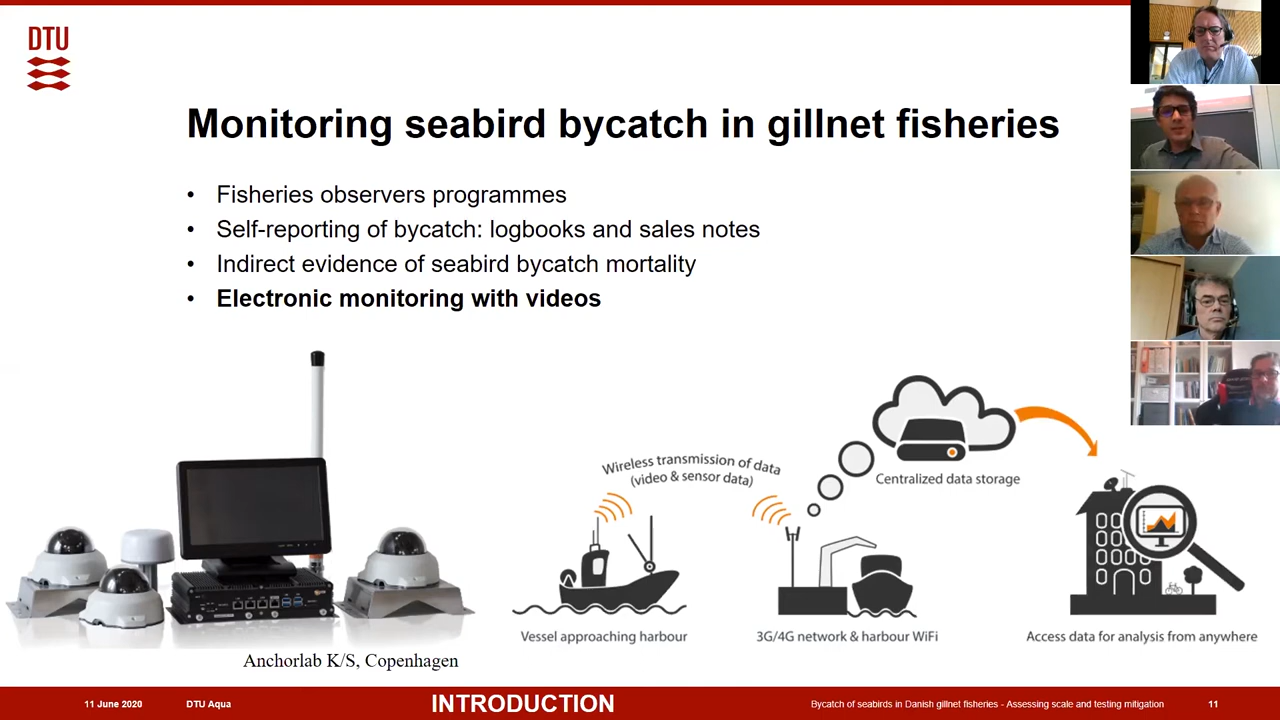 DTU
Monitoring seabird bycatch in gillnet fisheries
• Fisheries observers programmes
• Self-reporting of bycatch: logbooks and sales notes
• Indirect evidence of seabird bycatch mortality
• Electronic monitoring with videos
Wireless transmission of data
(video & sensor data)
Centralized data storage
Vessel approaching harbour
3G/4G network & harbour WiFi
Access data for analysis from anywhere
Anchorlab K/S, Copenhagen
11 June 2020
DTU Aqua
INTRODUCTION
Bycatch of seabirds in Danish gillnet fisheries - Assessing scale and testing mitigation
11